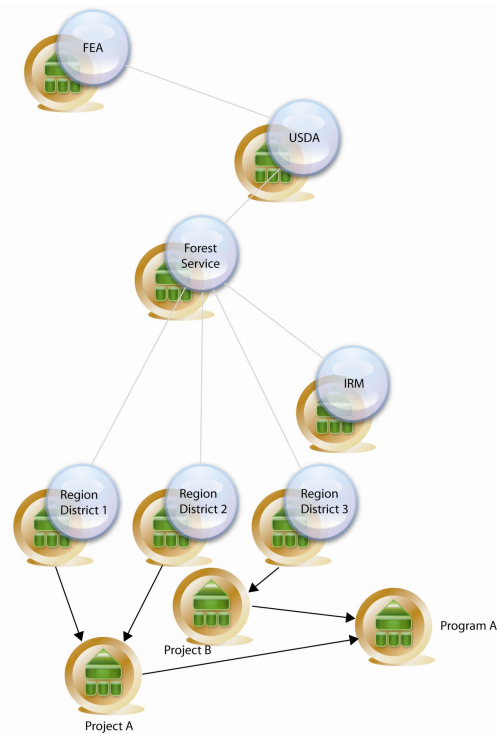 FEA
USDA
Forest
Service
IRM
Region
District 1
Region
District 2
Region
District 3
Program A
Project B
Project A